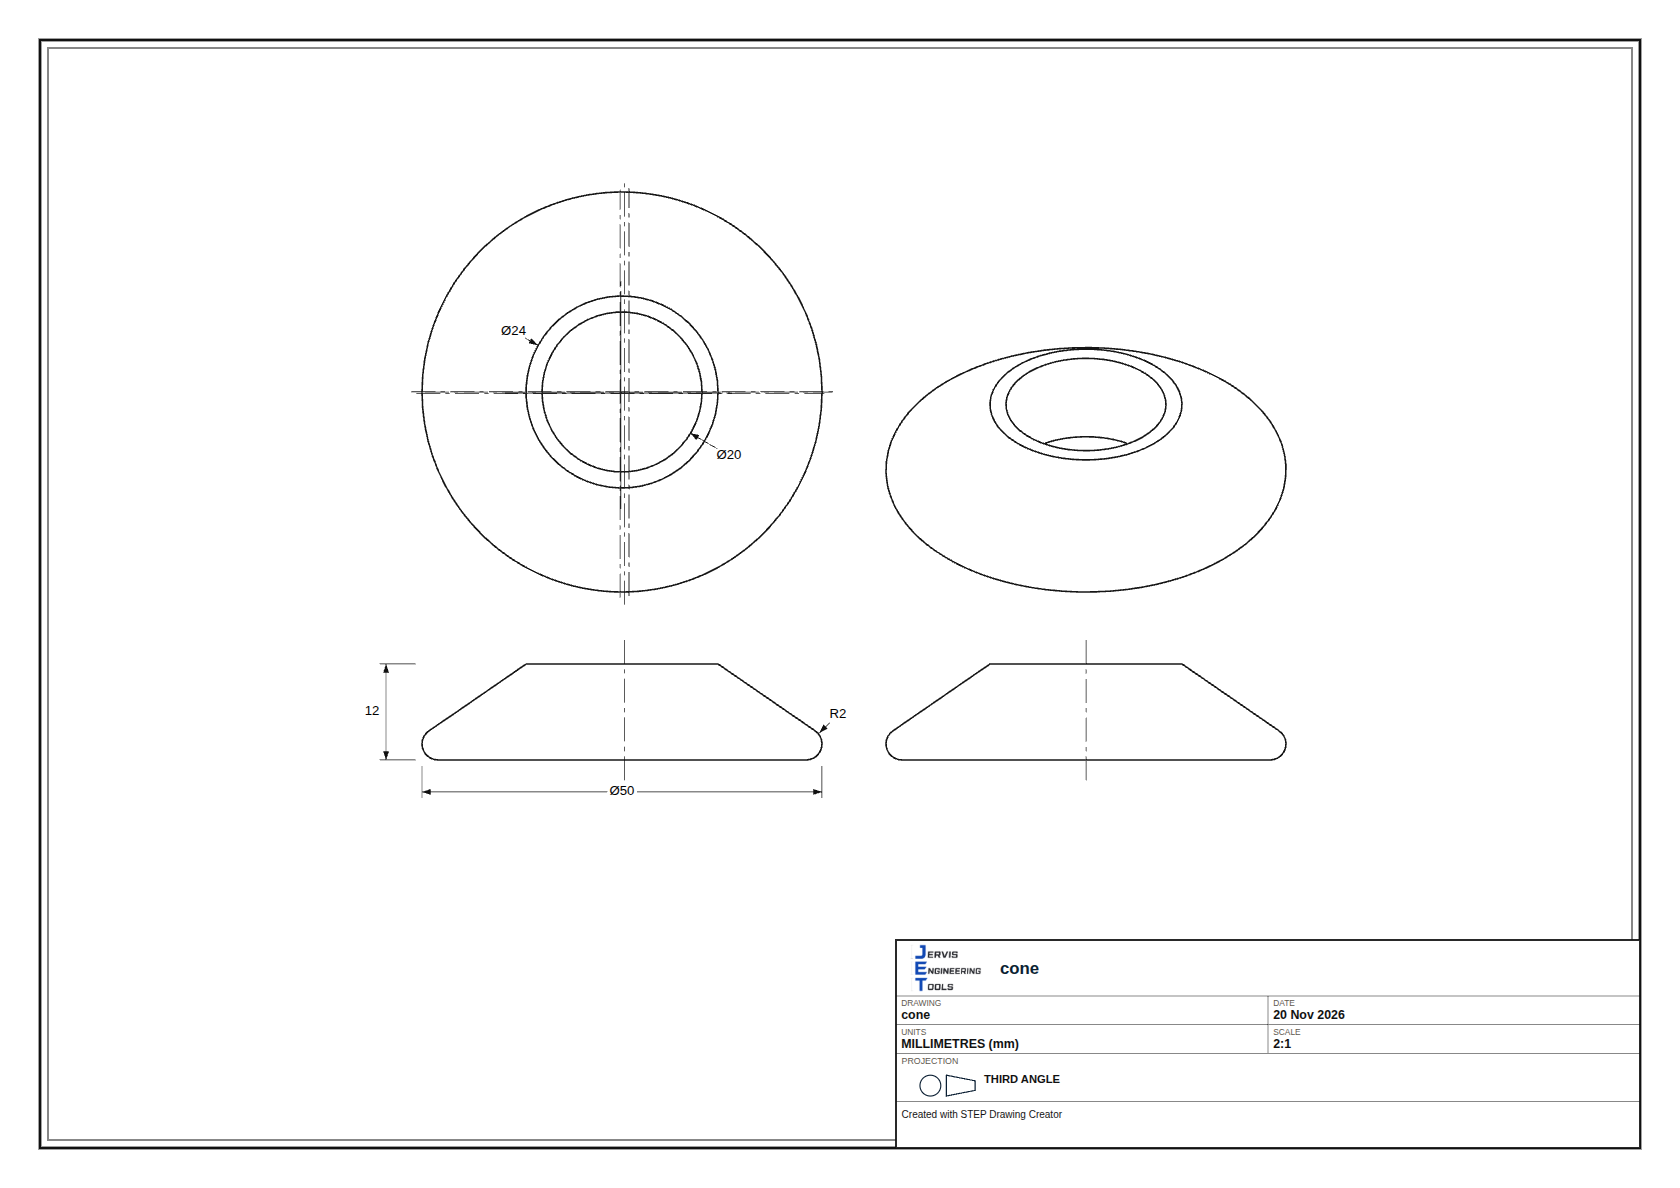 Ø24
Ø20
12
R2
Ø50
JERVIS
ENGINEERING
TOOLS
cone
DRAWING
cone
DATE
20 Nov 2026
UNITS
MILLIMETRES (mm)
SCALE
2:1
PROJECTION
THIRD ANGLE
Created with STEP Drawing Creator